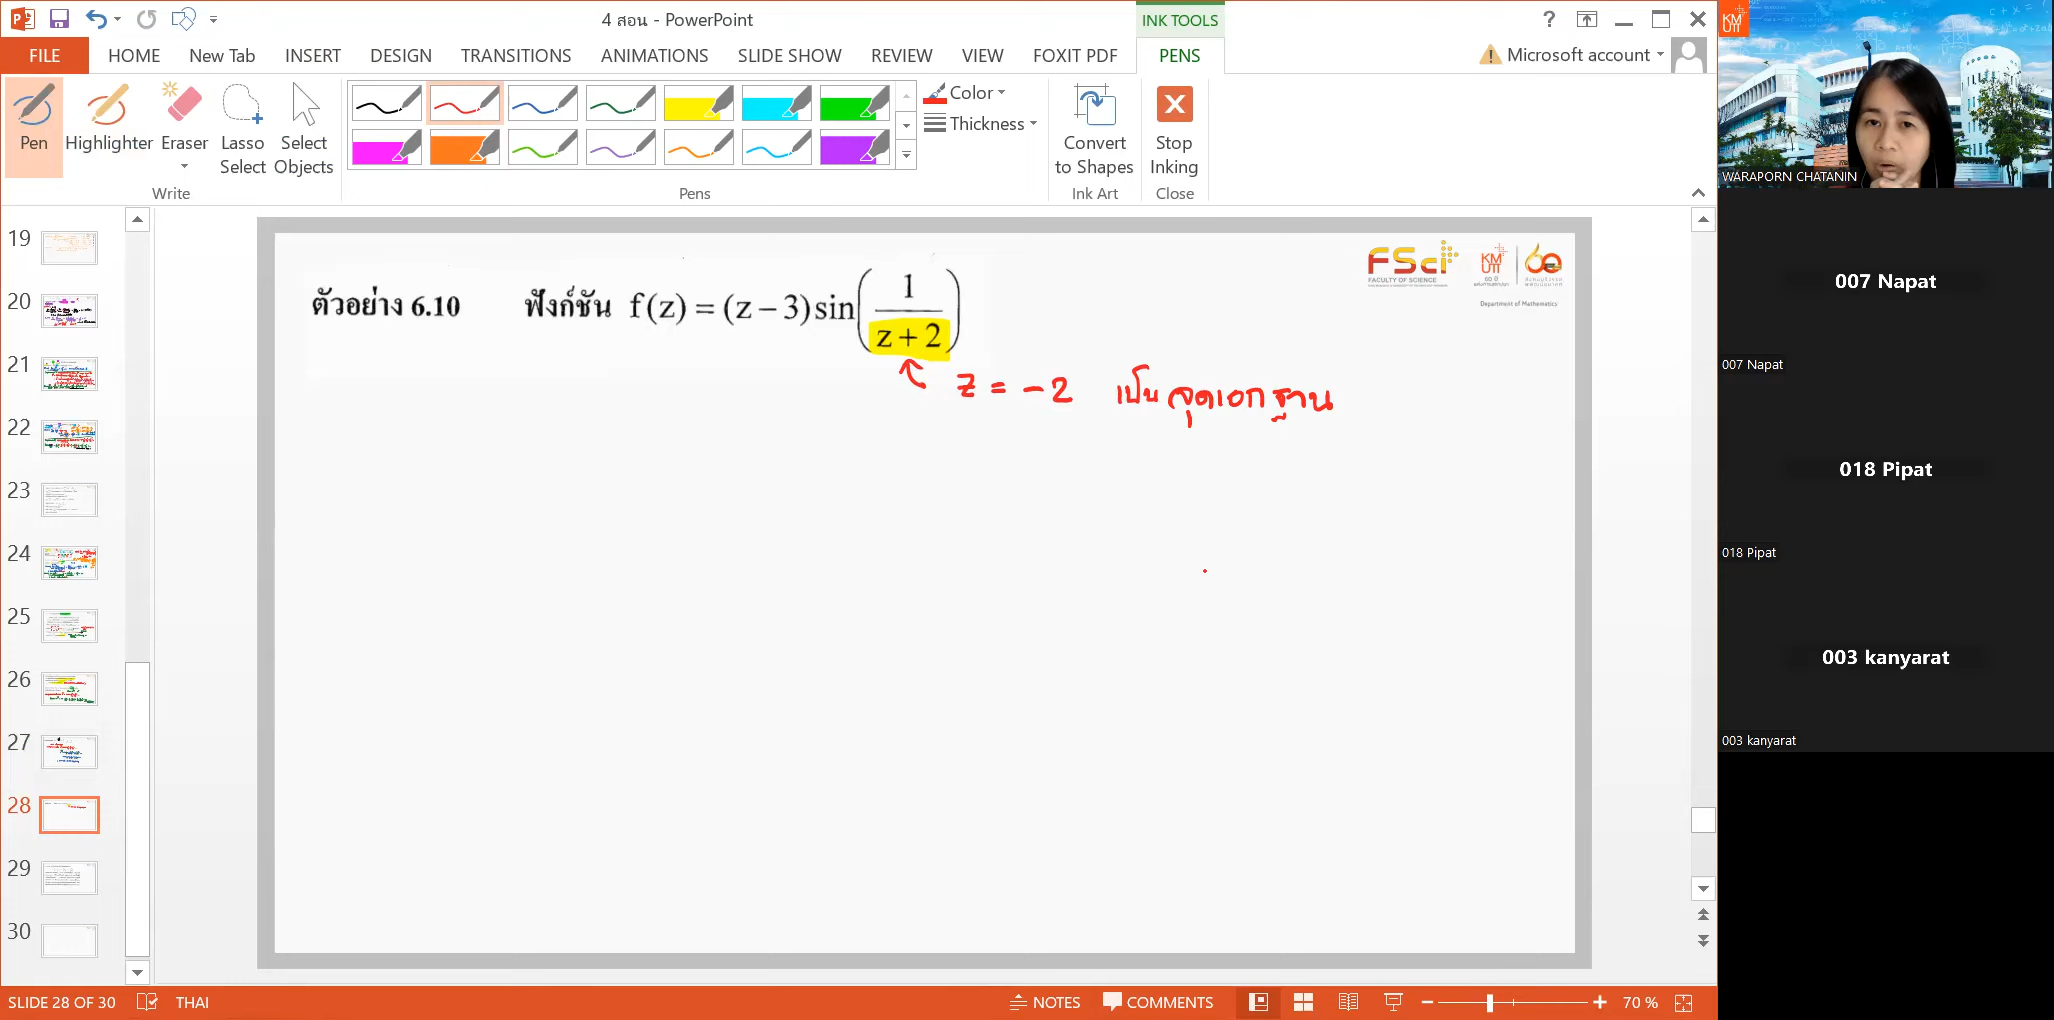 4 สอน - PowerPoint
INK TOOLS
?
FILE
HOME
New Tab
INSERT
DESIGN
TRANSITIONS
ANIMATIONS
SLIDE SHOW
REVIEW
VIEW
FOXIT PDF
PENS
Microsoft account
Pen
Highlighter
Eraser
Lasso Select
Select Objects
Color
Thickness
Convert to Shapes
Stop Inking
Write
Pens
Ink Art
Close
WARAPORN CHATANIN
19
20
21
22
23
24
25
26
27
28
29
30
FSci
FACULTY OF SCIENCE
KMUTT
Department of Mathematics
ตัวอย่าง 6.10 ฟังก์ชัน f(z) = (z − 3) sin(1/(z + 2))
z = −2 เป็นจุดเอกฐาน
007 Napat
007 Napat
018 Pipat
018 Pipat
003 kanyarat
003 kanyarat
SLIDE 28 OF 30
THAI
NOTES
COMMENTS
70 %